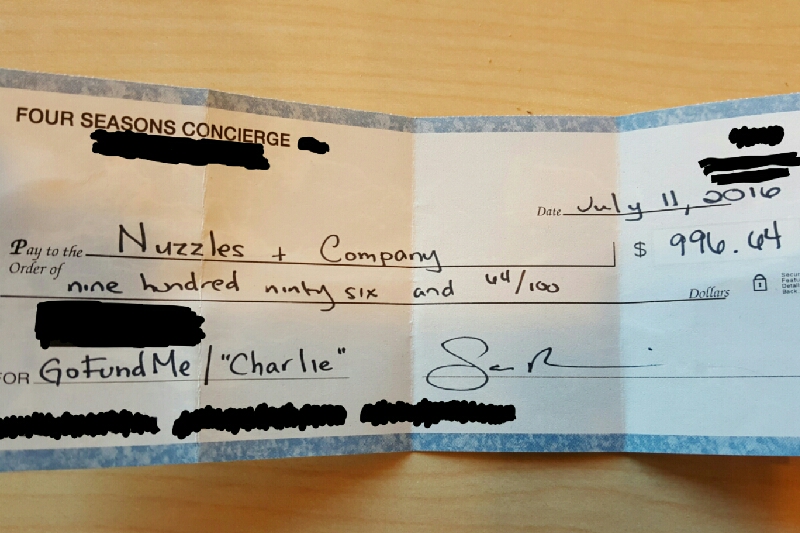 FOUR SEASONS CONCIERGE
Date July 11, 2016
Pay to the Order of Nuzzles + Company $ 996.64
nine hundred ninty six and 64/100 Dollars
FOR GoFundMe / "Charlie"